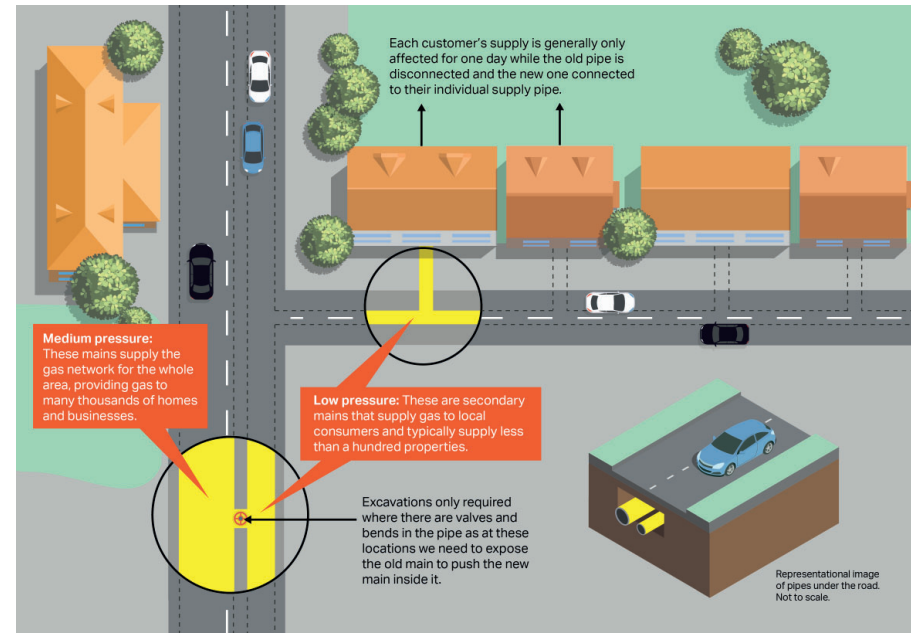 Each customer's supply is generally only
affected for one day while the old pipe is
disconnected and the new one connected
to their individual supply pipe.
Medium pressure:
These mains supply the
gas network for the whole
area, providing gas to
many thousands of homes
and businesses.
Low pressure: These are secondary
mains that supply gas to local
consumers and typically supply less
than a hundred properties.
Excavations only required
where there are valves and
bends in the pipe as at these
locations we need to expose
the old main to push the new
main inside it.
Representational image
of pipes under the road.
Not to scale.